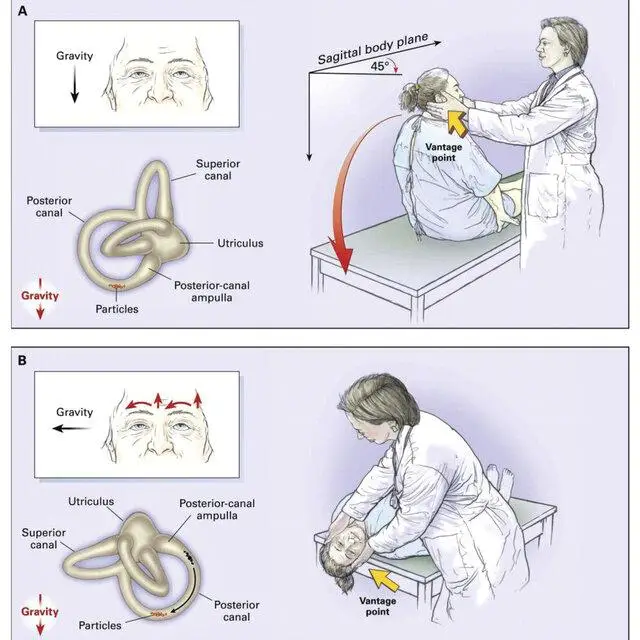 A
Gravity
Sagittal body plane
45°
Vantage
point
Superior
canal
Posterior
canal
Utriculus
Posterior-canal
ampulla
Gravity
Particles
B
Gravity
Utriculus
Posterior-canal
ampulla
Superior
canal
Posterior
canal
Gravity
Particles
Vantage
point